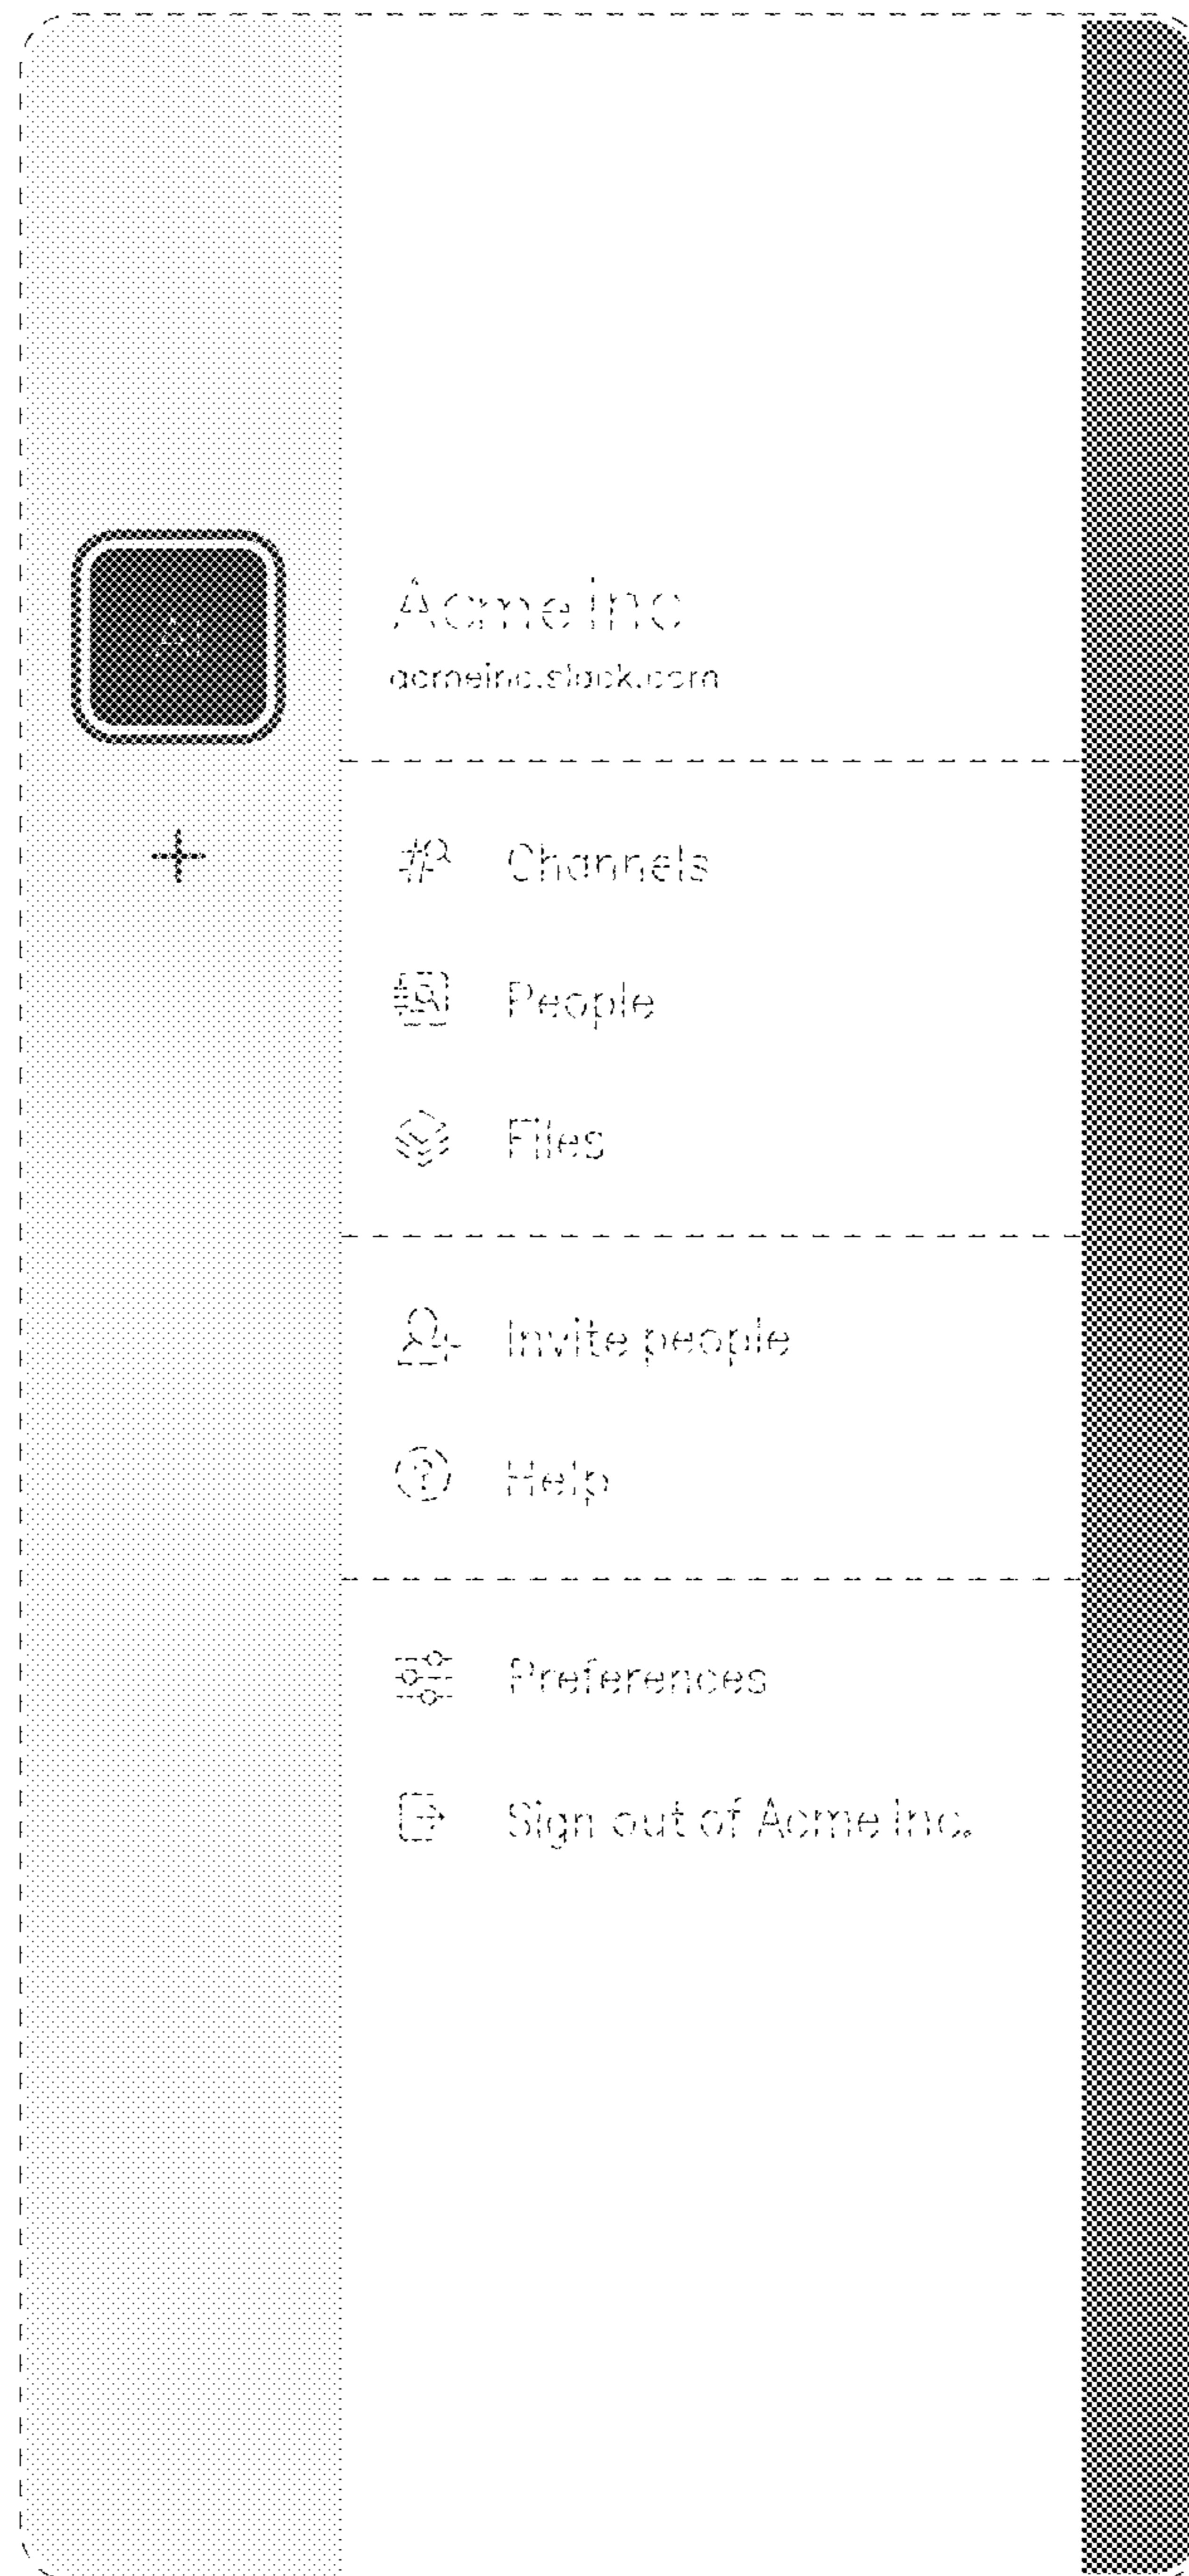 Acme Inc
acmeinc.slack.com
Channels
People
Files
Invite people
Help
Preferences
Sign out of Acme Inc.